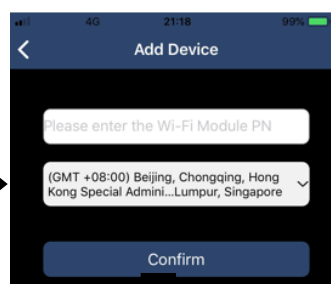 4G 21:18 99%
Add Device
Please enter the Wi-Fi Module PN
(GMT +08:00) Beijing, Chongqing, Hong
Kong Special Admini...Lumpur, Singapore
Confirm